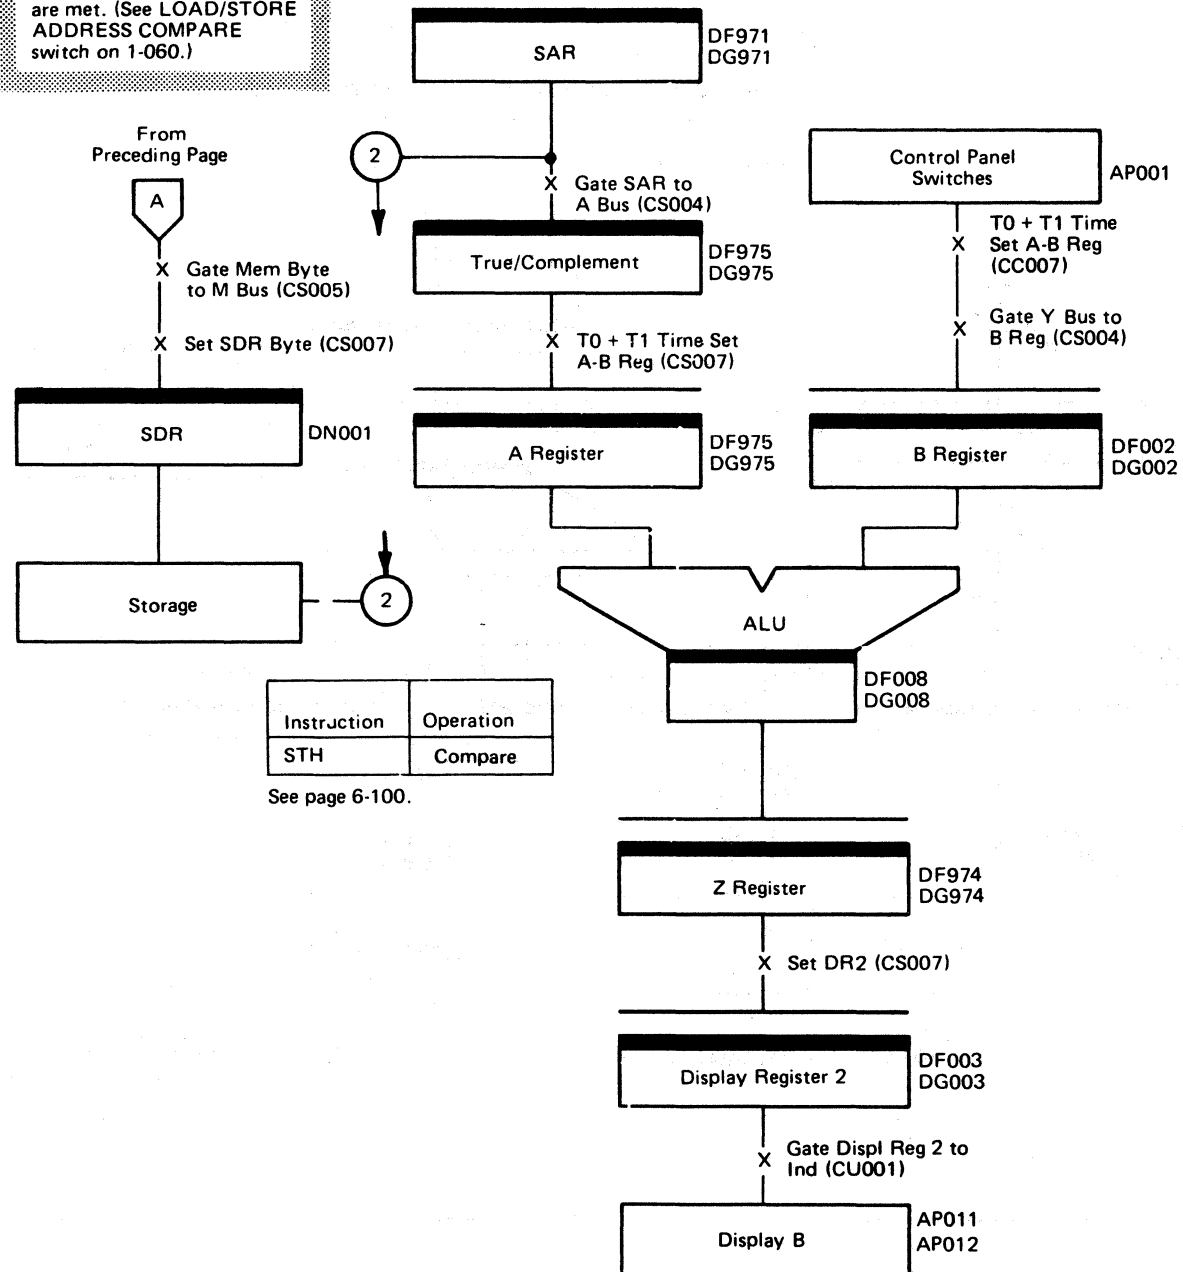 are met. (See LOAD/STORE
ADDRESS COMPARE
switch on 1-060.)
SAR
DF971
DG971
From
Preceding Page
A
2
Gate SAR to
A Bus (CS004)
Control Panel
Switches
AP001
X
Gate Mem Byte
to M Bus (CS005)
X
Set SDR Byte (CS007)
X
True/Complement
DF975
DG975
X
T0 + T1 Time
Set A-B Reg
(CC007)
X
T0 + T1 Time Set
A-B Reg (CS007)
X
Gate Y Bus to
B Reg (CS004)
X
SDR
DN001
A Register
DF975
DG975
B Register
DF002
DG002
Storage
2
ALU
DF008
DG008
Instruction Operation
STH Compare
See page 6-100.
Z Register
DF974
DG974
X Set DR2 (CS007)
Display Register 2
DF003
DG003
X
Gate Displ Reg 2 to
Ind (CU001)
Display B
AP011
AP012